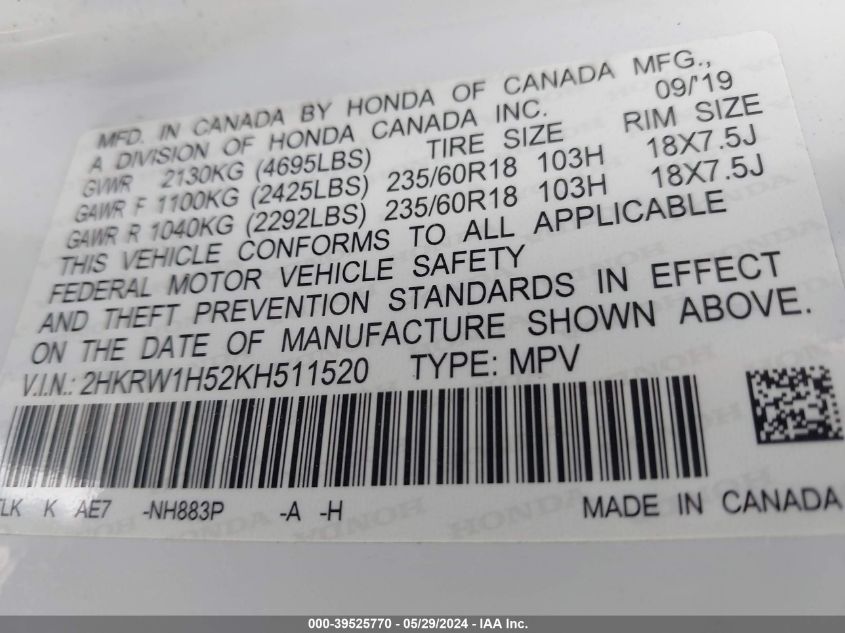 MFD. IN CANADA BY HONDA OF CANADA MFG.,
A DIVISION OF HONDA CANADA INC. 09/'19
GVWR 2130KG (4695LBS) TIRE SIZE RIM SIZE
GAWR F 1100KG (2425LBS) 235/60R18 103H 18X7.5J
GAWR R 1040KG (2292LBS) 235/60R18 103H 18X7.5J
THIS VEHICLE CONFORMS TO ALL APPLICABLE
FEDERAL MOTOR VEHICLE SAFETY
AND THEFT PREVENTION STANDARDS IN EFFECT
ON THE DATE OF MANUFACTURE SHOWN ABOVE.
V.I.N.: 2HKRW1H52KH511520 TYPE: MPV
K AE7 -NH883P -A -H MADE IN CANADA
000-39525770 - 05/29/2024 - IAA Inc.